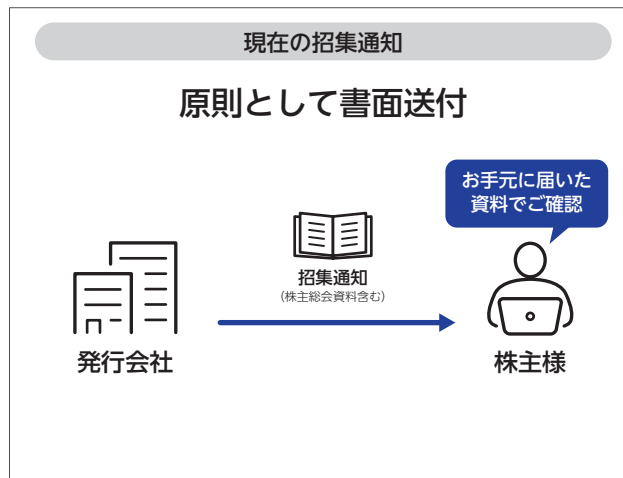 現在の招集通知
原則として書面送付
お手元に届いた
資料でご確認
招集通知
（株主総会資料含む）
発行会社
株主様